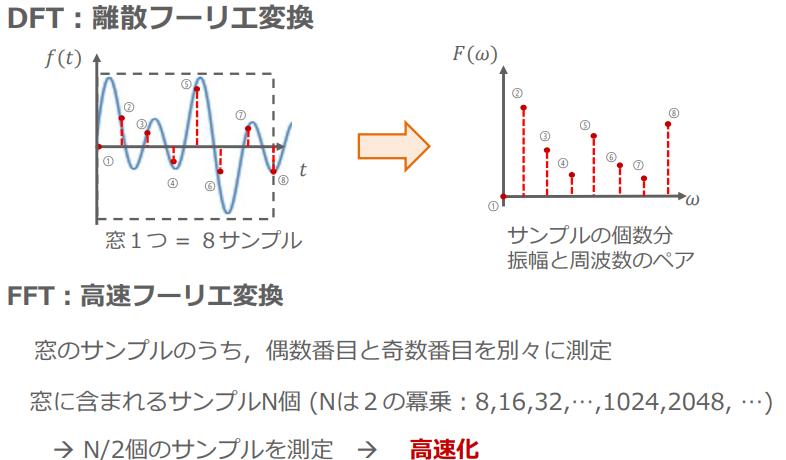 DFT：離散フーリエ変換
f(t)
①
②
③
④
⑤
⑥
⑦
⑧
t
窓１つ = ８サンプル
F(ω)
①
②
③
④
⑤
⑥
⑦
⑧
ω
サンプルの個数分
振幅と周波数のペア
FFT：高速フーリエ変換
窓のサンプルのうち，偶数番目と奇数番目を別々に測定
窓に含まれるサンプルN個 (Nは２の冪乗：8,16,32,…,1024,2048, …)
→ N/2個のサンプルを測定 → 高速化